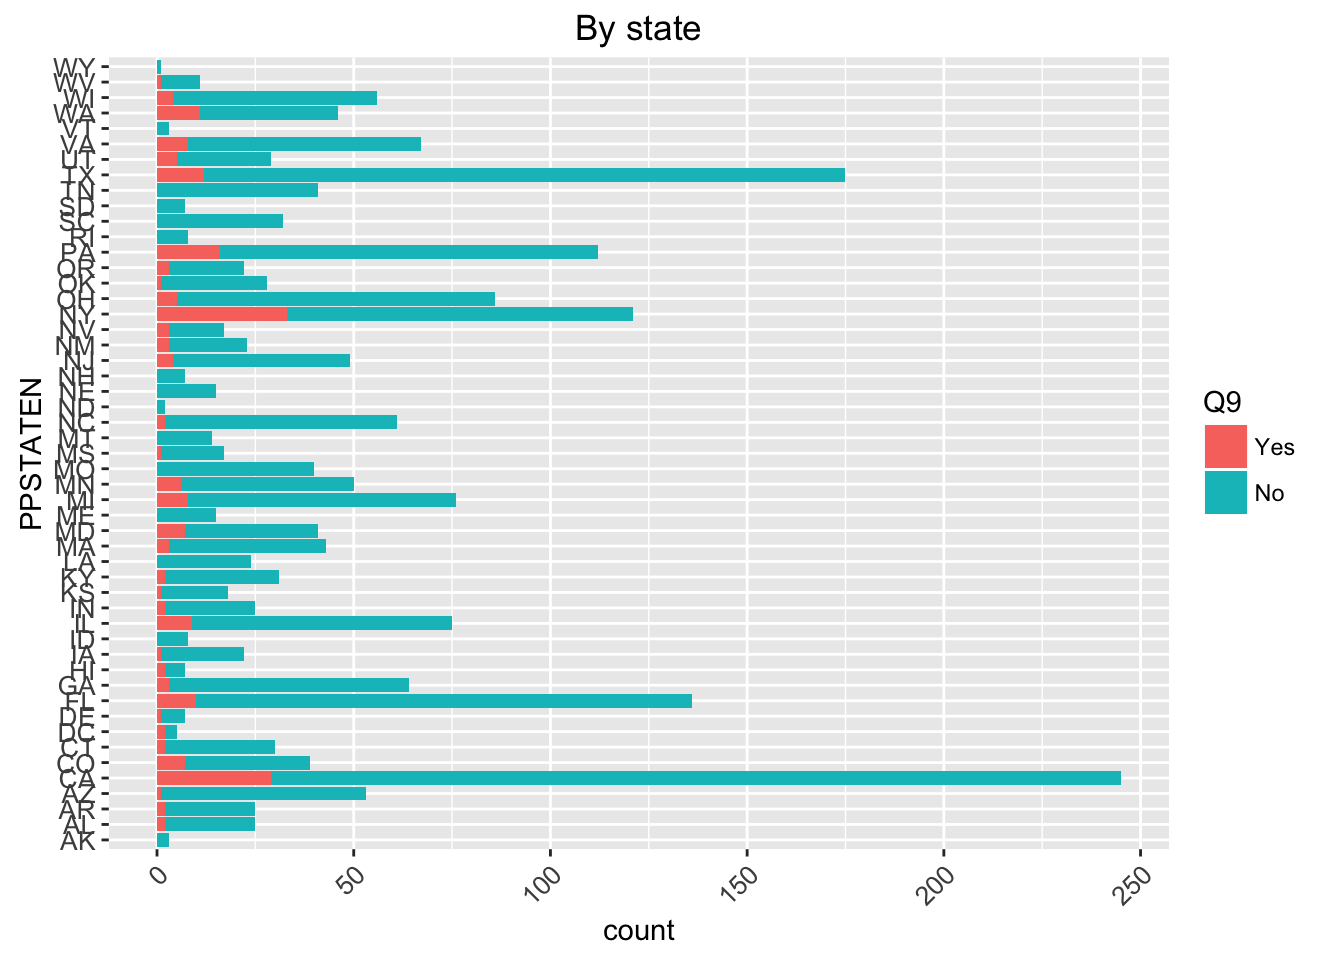 By state
WY
WV
WI
WA
VT
VA
UT
TX
TN
SD
SC
RI
PA
OR
OK
OH
NY
NV
NM
NJ
NH
NE
ND
NC
MT
MS
MO
MN
MI
ME
MD
MA
LA
KY
KS
IN
IL
ID
IA
HI
GA
FL
DE
DC
CT
CO
CA
AZ
AR
AL
AK
PPSTATEN
0 50 100 150 200 250
count
Q9
Yes
No